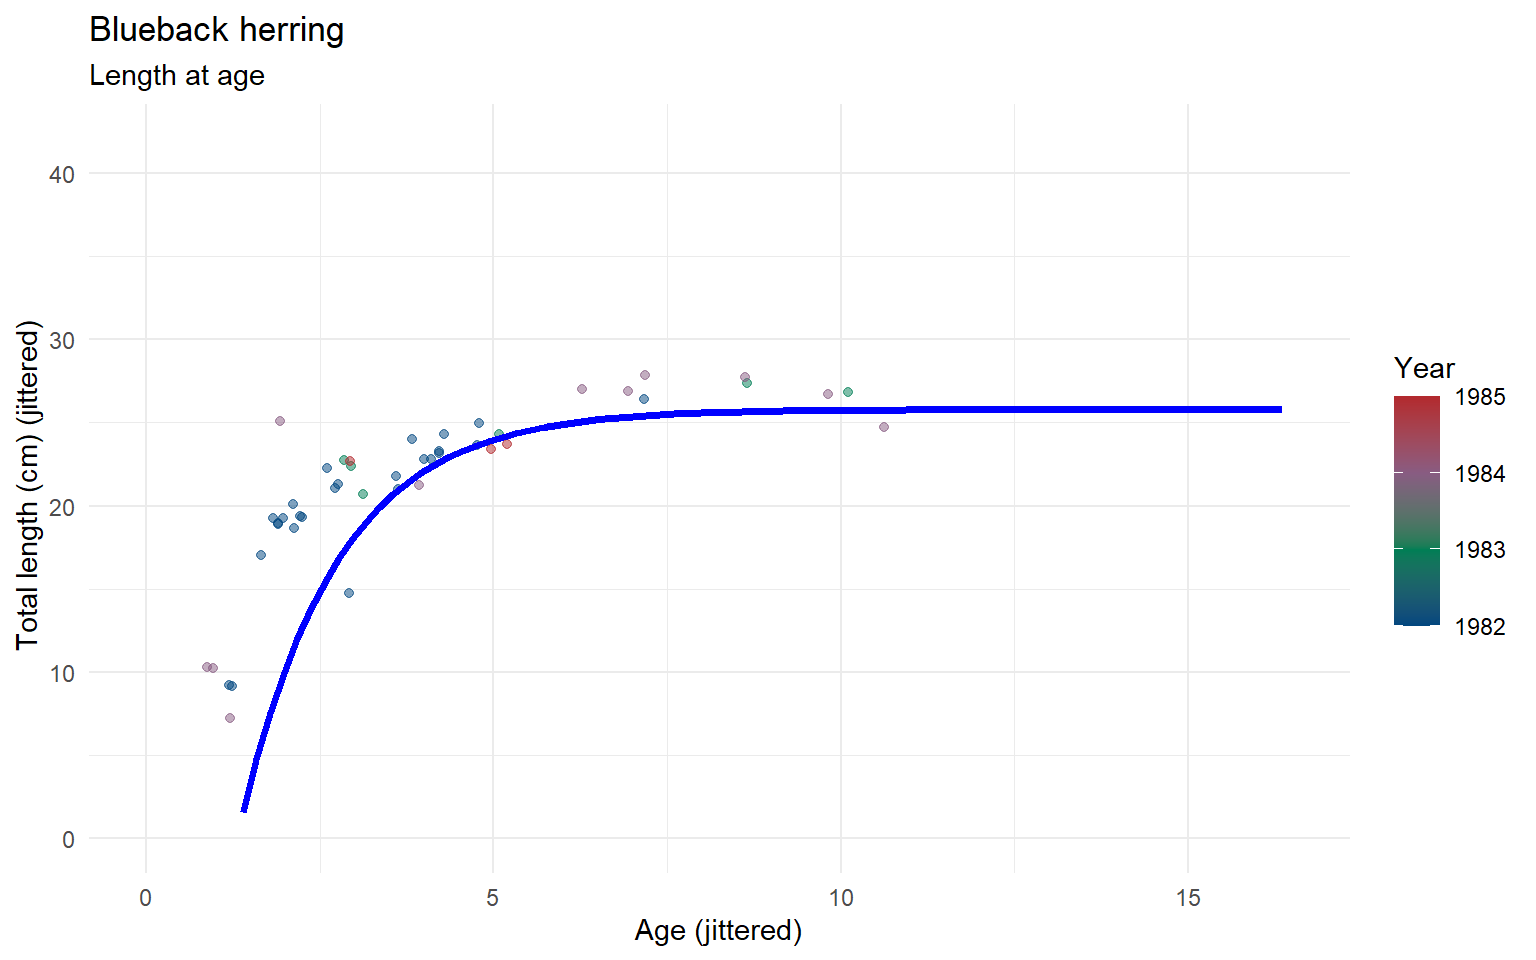 Blueback herring
Length at age
Total length (cm) (jittered)
40
30
20
10
0
0 5 10 15
Age (jittered)
Year
1985
1984
1983
1982